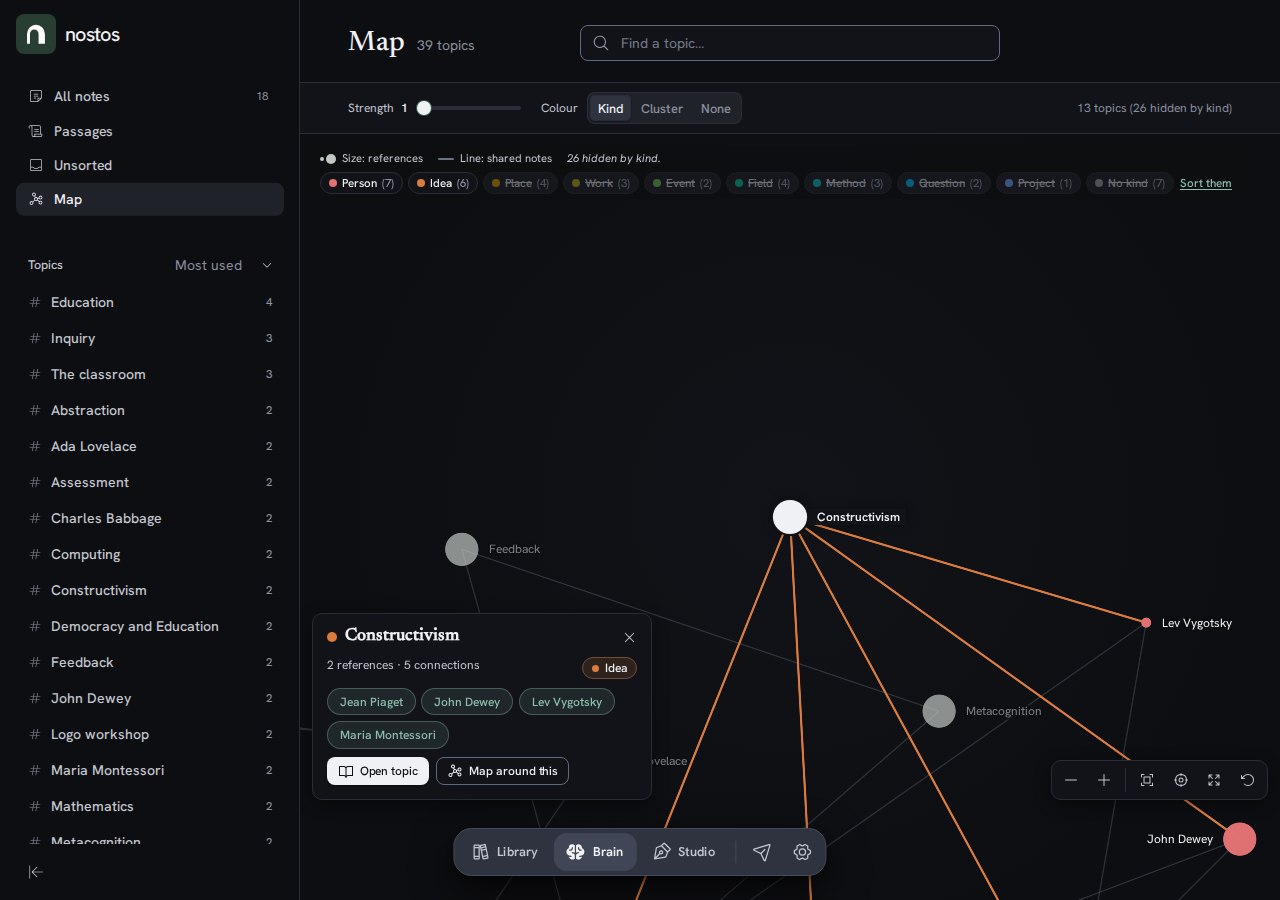 nostos
All notes 18
Passages
Unsorted
Map
Topics Most used
# Education 4
# Inquiry 3
# The classroom 3
# Abstraction 2
# Ada Lovelace 2
# Assessment 2
# Charles Babbage 2
# Computing 2
# Constructivism 2
# Democracy and Education 2
# Feedback 2
# John Dewey 2
# Logo workshop 2
# Maria Montessori 2
# Mathematics 2
# Metacognition 2
Map 39 topics
Find a topic...
Strength 1 Colour Kind Cluster None 13 topics (26 hidden by kind)
Size: references Line: shared notes 26 hidden by kind.
Person (7) Idea (6) Place (4) Work (3) Event (2) Field (4) Method (3) Question (2) Project (1) No kind (7) Sort them
Constructivism
Feedback
Lev Vygotsky
Metacognition
ovelace
John Dewey
Constructivism
2 references · 5 connections Idea
Jean Piaget John Dewey Lev Vygotsky
Maria Montessori
Open topic Map around this
Library Brain Studio